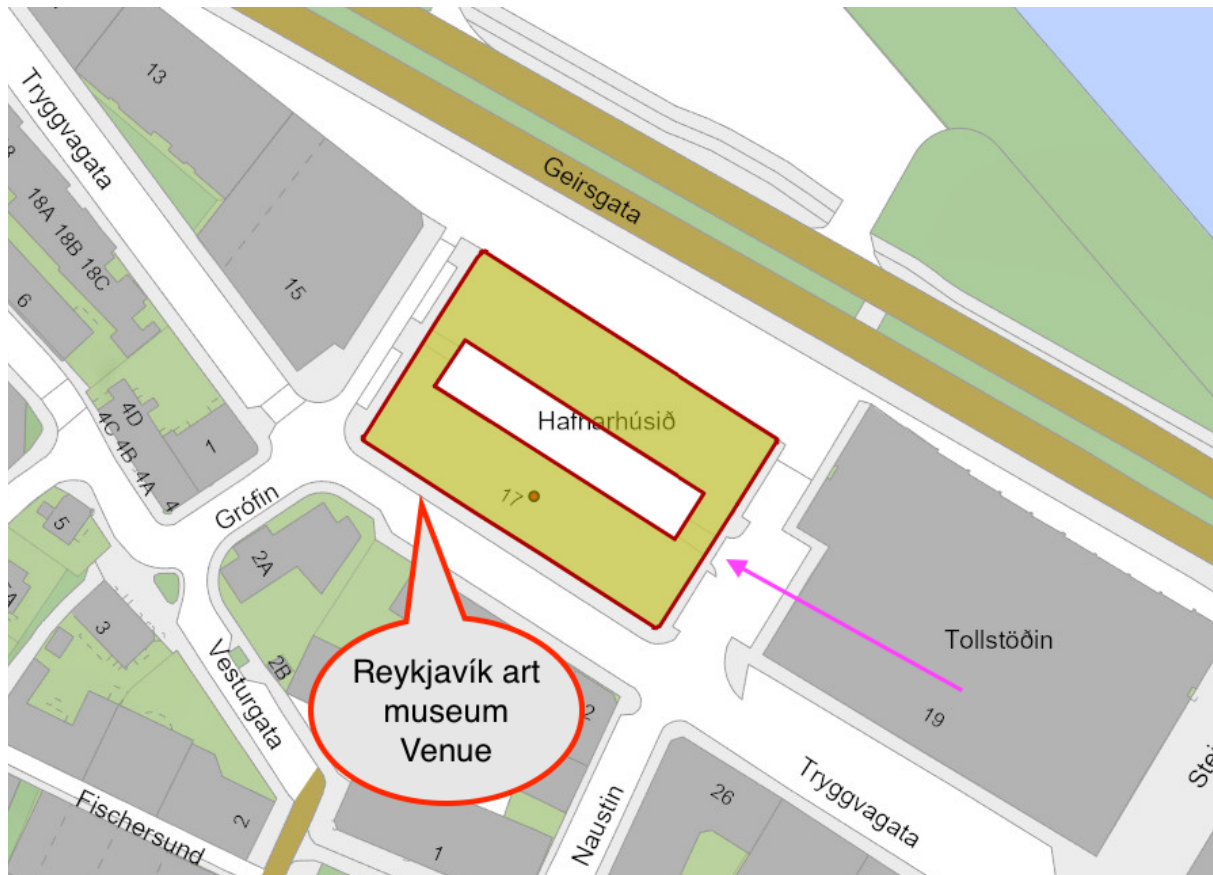 13
Tryggvagata
Geirsgata
18A
18B
18C
15
6
Hafnarhúsið
4D
4C
4B
4A
4
1
17
Grófin
5
2A
3
Tollstöðin
Reykjavík art
museum
Venue
2B
2
19
Vesturgata
Tryggvagata
26
Naustin
Fischersund
2
1